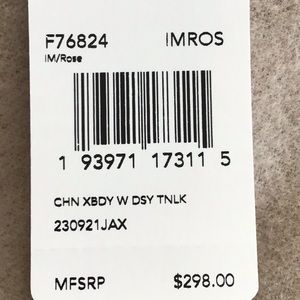 F76824 IMROS
IM/Rose
1 93971 17311 5
CHN XBDY W DSY TNLK
230921JAX
MFSRP $298.00